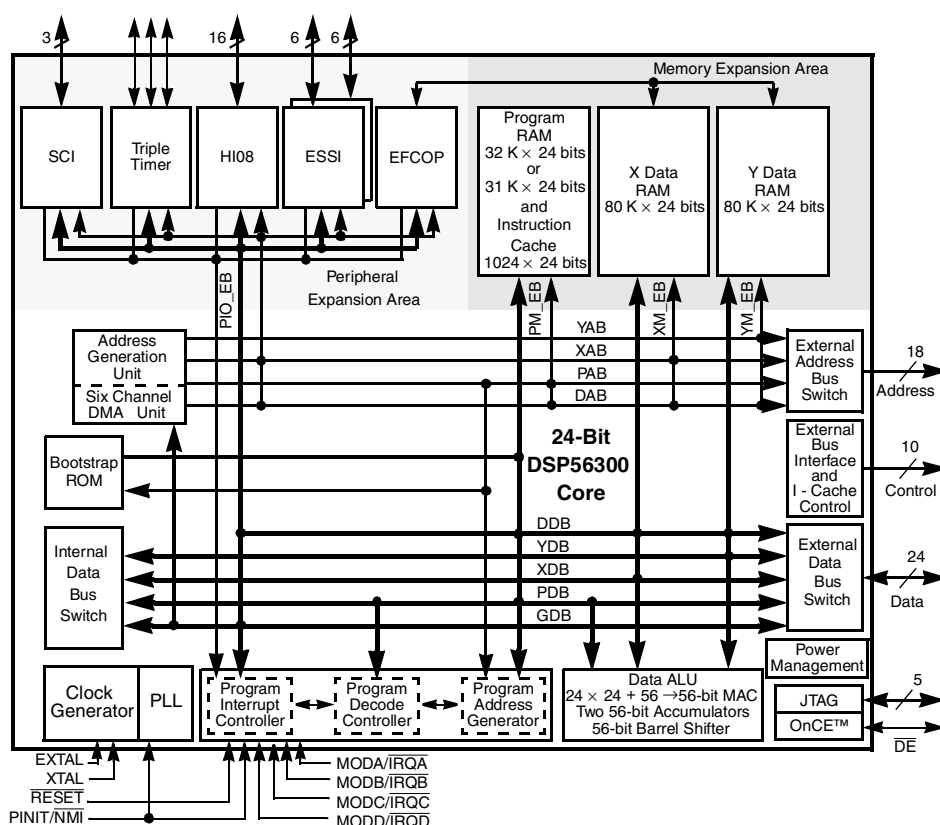 3
16
6
6
Memory Expansion Area
SCI
Triple
Timer
HI08
ESSI
EFCOP
Program
RAM
32 K × 24 bits
or
31 K × 24 bits
and
Instruction
Cache
1024 × 24 bits
X Data
RAM
80 K × 24 bits
Y Data
RAM
80 K × 24 bits
Peripheral
Expansion Area
PIO_EB
PM_EB
XM_EB
YM_EB
Address
Generation
Unit
Six Channel
DMA Unit
YAB
XAB
PAB
DAB
External
Address
Bus
Switch
18
Address
24-Bit
DSP56300
Core
Bootstrap
ROM
External
Bus
Interface
and
I - Cache
Control
10
Control
Internal
Data
Bus
Switch
DDB
YDB
XDB
PDB
GDB
External
Data
Bus
Switch
24
Data
Power
Management
Clock
Generator
PLL
Program
Interrupt
Controller
Program
Decode
Controller
Program
Address
Generator
Data ALU
24 × 24 + 56 →56-bit MAC
Two 56-bit Accumulators
56-bit Barrel Shifter
JTAG
OnCE™
5
DE
EXTAL
XTAL
RESET
PINIT/NMI
MODA/IRQA
MODB/IRQB
MODC/IRQC
MODD/IRQD